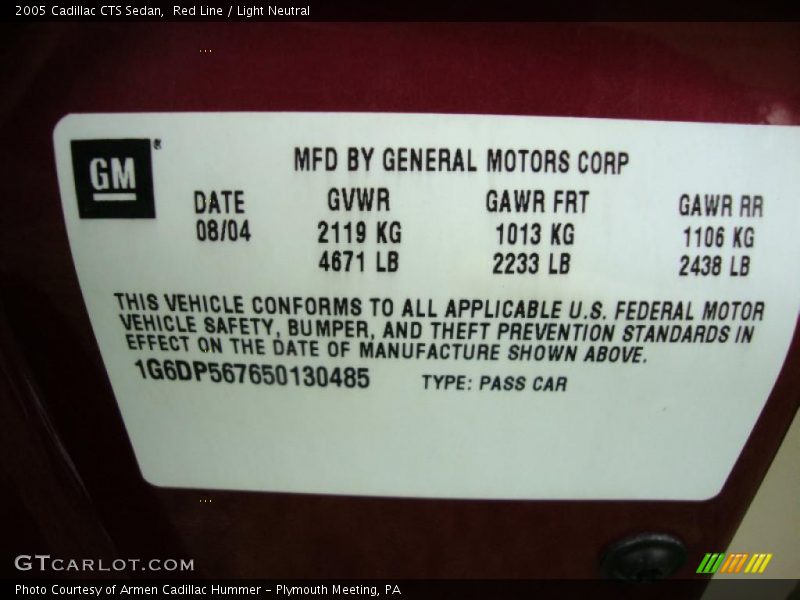 2005 Cadillac CTS Sedan,  Red Line / Light Neutral
GM®
MFD BY GENERAL MOTORS CORP
DATE GVWR GAWR FRT GAWR RR
08/04 2119 KG 1013 KG 1106 KG
4671 LB 2233 LB 2438 LB
THIS VEHICLE CONFORMS TO ALL APPLICABLE U.S. FEDERAL MOTOR
VEHICLE SAFETY, BUMPER, AND THEFT PREVENTION STANDARDS IN
EFFECT ON THE DATE OF MANUFACTURE SHOWN ABOVE.
1G6DP567650130485 TYPE: PASS CAR
GTCARLOT.COM
Photo Courtesy of Armen Cadillac Hummer - Plymouth Meeting, PA